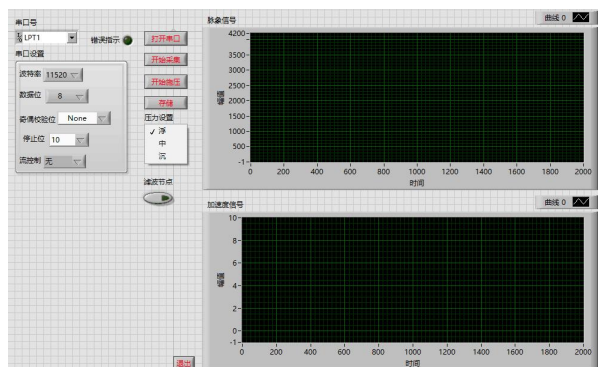 串口号
LPT1
错误指示
打开串口
串口设置
开始采集
波特率 11520
开始施压
数据位 8
存储
奇偶校验位 None
压力设置
✓ 浮
中
沉
停止位 10
流控制 无
滤波节点
退出
脉象信号
曲线 0
幅值
4200
3500
3000
2500
2000
1500
1000
500
-1
0 200 400 600 800 1000 1200 1400 1600 1800 2000
时间
加速度信号
曲线 0
幅值
10
8
6
4
2
0
-1
0 200 400 600 800 1000 1200 1400 1600 1800 2000
时间